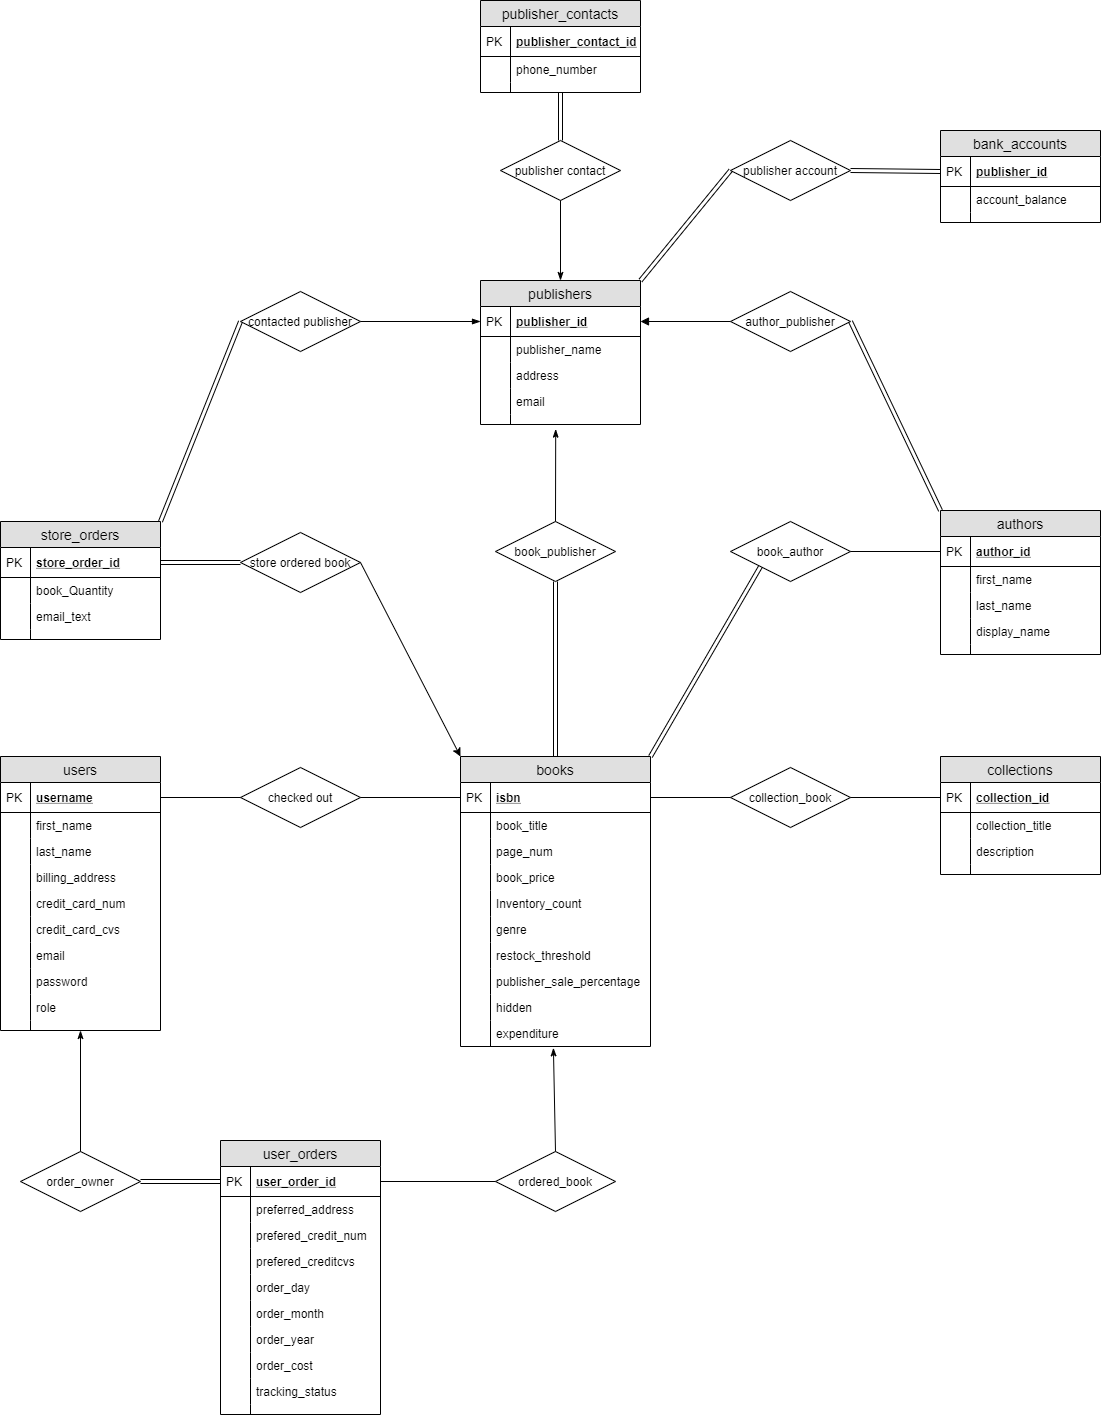 publisher_contacts
PK publisher_contact_id
phone_number
publisher contact
publisher account
bank_accounts
PK publisher_id
account_balance
publishers
PK publisher_id
publisher_name
address
email
contacted publisher
author_publisher
store_orders
PK store_order_id
book_Quantity
email_text
store ordered book
book_publisher
book_author
authors
PK author_id
first_name
last_name
display_name
users
PK username
first_name
last_name
billing_address
credit_card_num
credit_card_cvs
email
password
role
checked out
books
PK isbn
book_title
page_num
book_price
Inventory_count
genre
restock_threshold
publisher_sale_percentage
hidden
expenditure
collection_book
collections
PK collection_id
collection_title
description
order_owner
user_orders
PK user_order_id
preferred_address
prefered_credit_num
prefered_creditcvs
order_day
order_month
order_year
order_cost
tracking_status
ordered_book